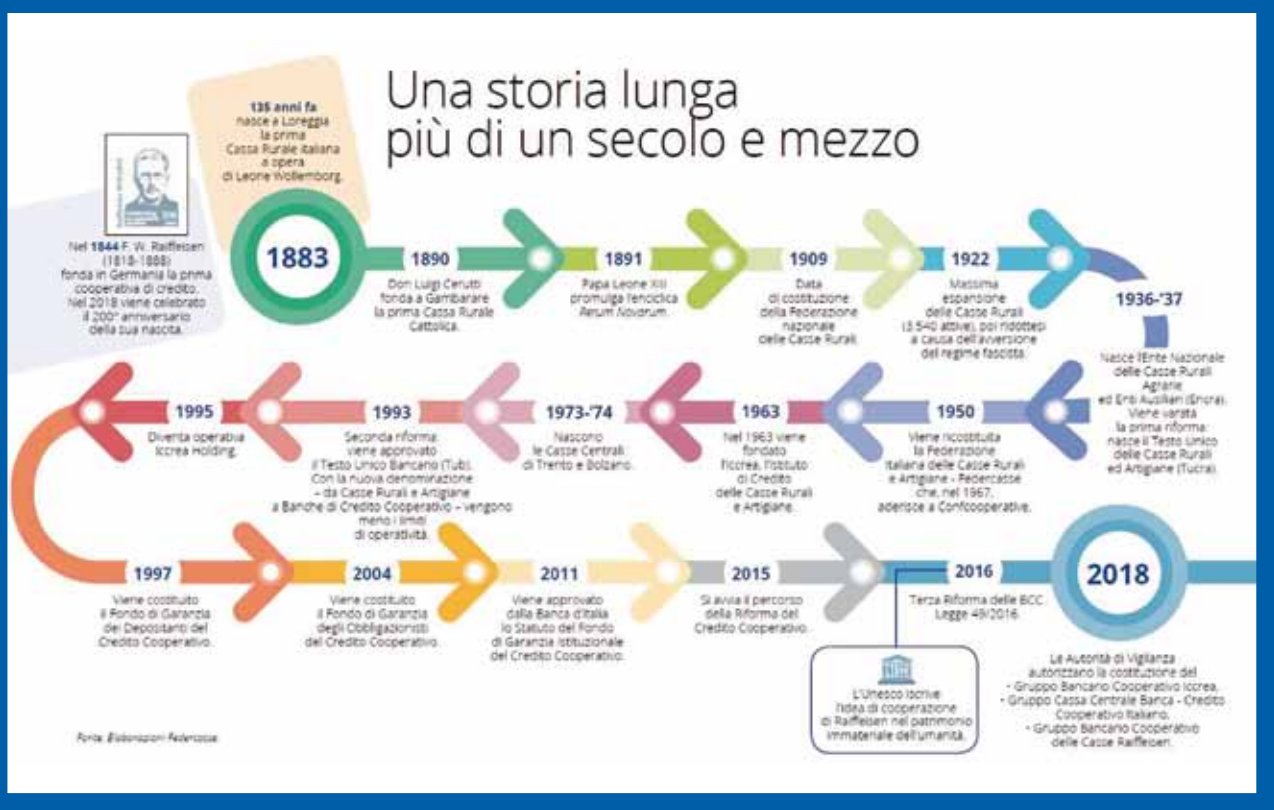 Una storia lunga
più di un secolo e mezzo
135 anni fa
nasce a Loreggia
la prima
Cassa Rurale italiana
a opera
di Leone Wollemborg.
Nel 1844 F. W. Raiffeisen
(1818-1888)
fonda in Germania la prima
cooperativa di credito.
Nel 2018 viene celebrato
il 200° anniversario
della sua nascita.
1883
1890
Don Luigi Cerutti
fonda a Gambarare
la prima Cassa Rurale
Cattolica.
1891
Papa Leone XIII
promulga l'enciclica
Rerum Novarum.
1909
Data
di costituzione
della Federazione
nazionale
delle Casse Rurali.
1922
Massima
espansione
delle Casse Rurali
(3.540 attive), poi ridottesi
a causa dell'avversione
del regime fascista.
1936-'37
Nasce l'Ente Nazionale
delle Casse Rurali
Agrarie
ed Enti Ausiliari (Encra).
Viene varata
la prima riforma:
nasce il Testo Unico
delle Casse Rurali
ed Artigiane (Tucra).
1950
Viene ricostituita
la Federazione
Italiana delle Casse Rurali
e Artigiane - Federcasse
che, nel 1967,
aderisce a Confcooperative.
1963
Nel 1963 viene
fondato
l'Iccrea, l'Istituto
di Credito
delle Casse Rurali
e Artigiane.
1973-'74
Nascono
le Casse Centrali
di Trento e Bolzano.
1993
Seconda riforma:
viene approvato
il Testo Unico Bancario (Tub).
Con la nuova denominazione
– da Casse Rurali e Artigiane
a Banche di Credito Cooperativo – vengono
meno i limiti
di operatività.
1995
Diventa operativa
Iccrea Holding.
1997
Viene costituito
il Fondo di Garanzia
dei Depositanti del
Credito Cooperativo.
2004
Viene costituito
il Fondo di Garanzia
degli Obbligazionisti
del Credito Cooperativo.
2011
Viene approvato
dalla Banca d'Italia
lo Statuto del Fondo
di Garanzia Istituzionale
del Credito Cooperativo.
2015
Si avvia il percorso
della Riforma del
Credito Cooperativo.
2016
Terza Riforma delle BCC
Legge 49/2016.
L'Unesco iscrive
l'idea di cooperazione
di Raiffeisen nel patrimonio
immateriale dell'umanità.
2018
Le Autorità di Vigilanza
autorizzano la costituzione del
• Gruppo Bancario Cooperativo Iccrea,
• Gruppo Cassa Centrale Banca - Credito
Cooperativo Italiano,
• Gruppo Bancario Cooperativo
delle Casse Raiffeisen.
Fonte: Elaborazioni Federcasse